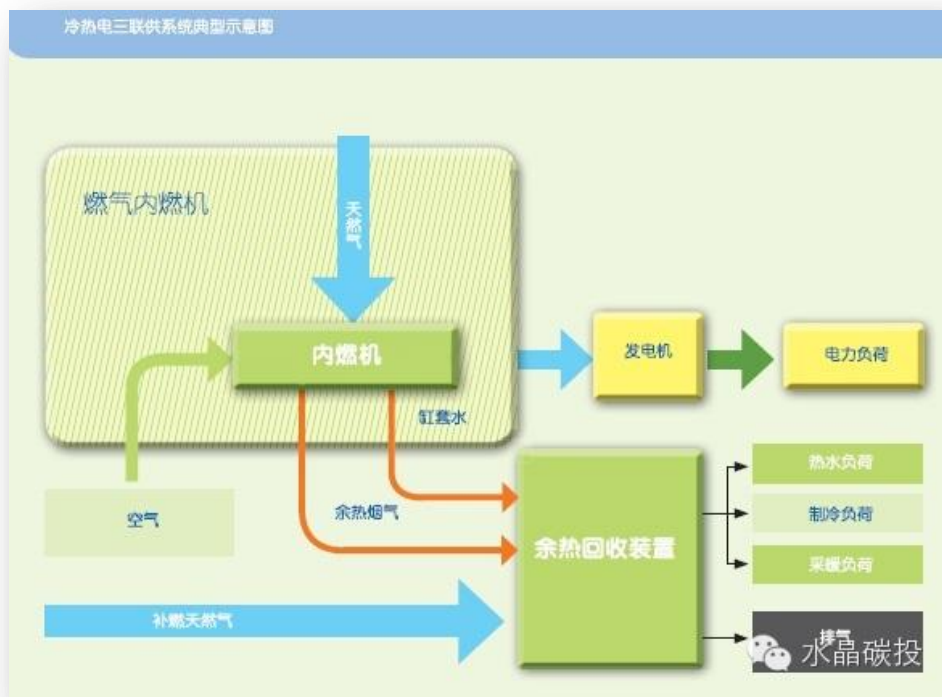 冷热电三联供系统典型示意图
燃气内燃机
天然气
内燃机
发电机
电力负荷
缸套水
空气
余热烟气
余热回收装置
热水负荷
制冷负荷
采暖负荷
补燃天然气
排气
水晶碳投